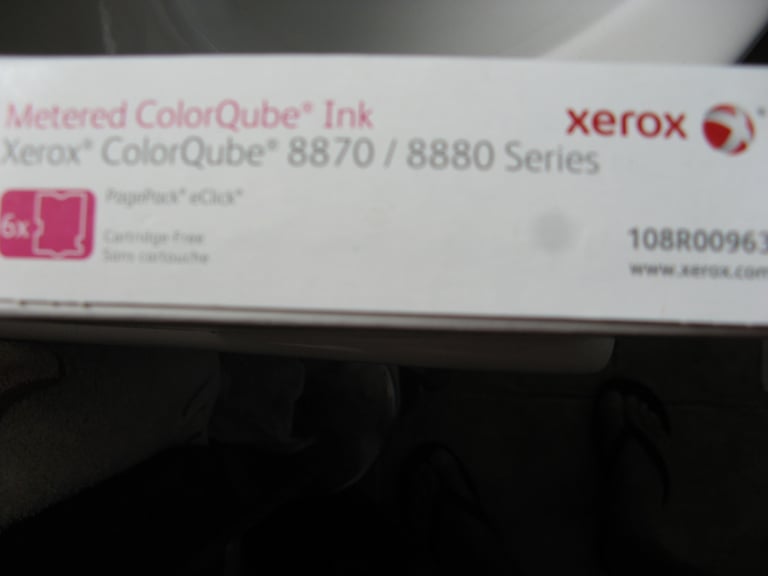 Metered ColorQube® Ink
xerox
Xerox® ColorQube® 8870 / 8880 Series
PagePack® eClick®
6x
Cartridge-Free
Sans cartouche
108R00963
www.xerox.com